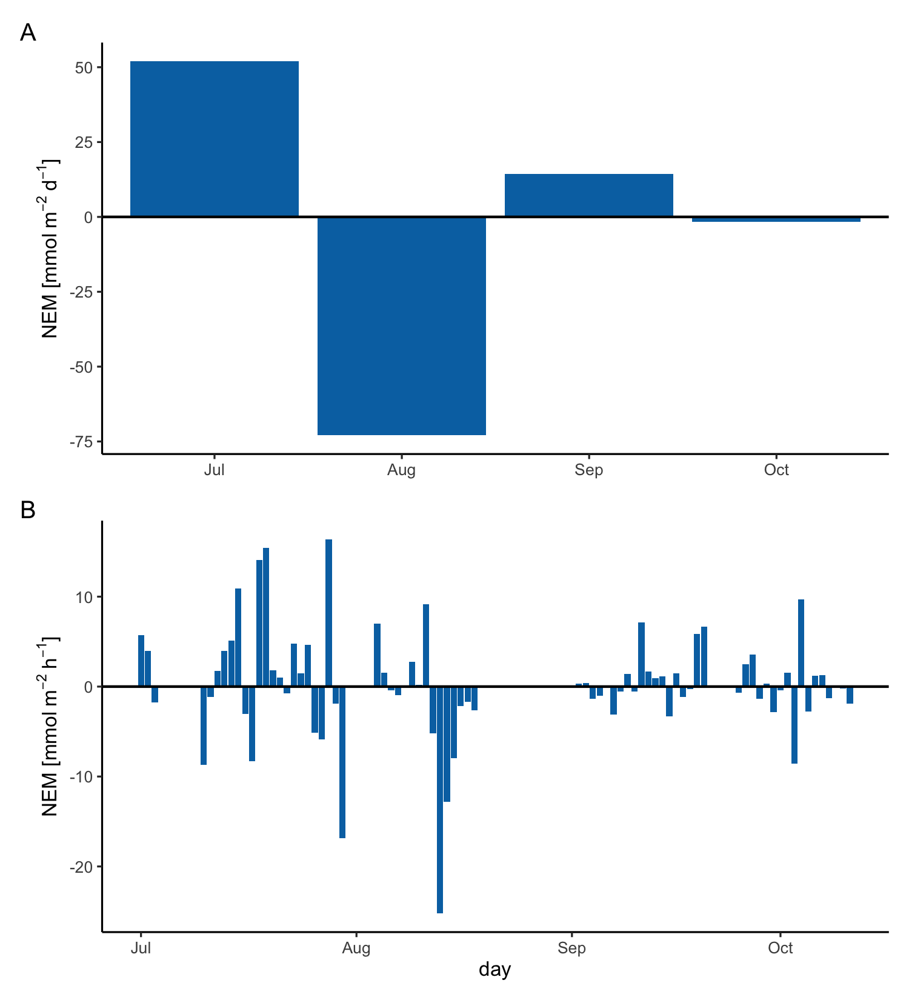 A
50
25
0
-25
-50
-75
NEM [mmol m⁻² d⁻¹]
Jul Aug Sep Oct
B
10
0
-10
-20
NEM [mmol m⁻² h⁻¹]
Jul Aug Sep Oct
day